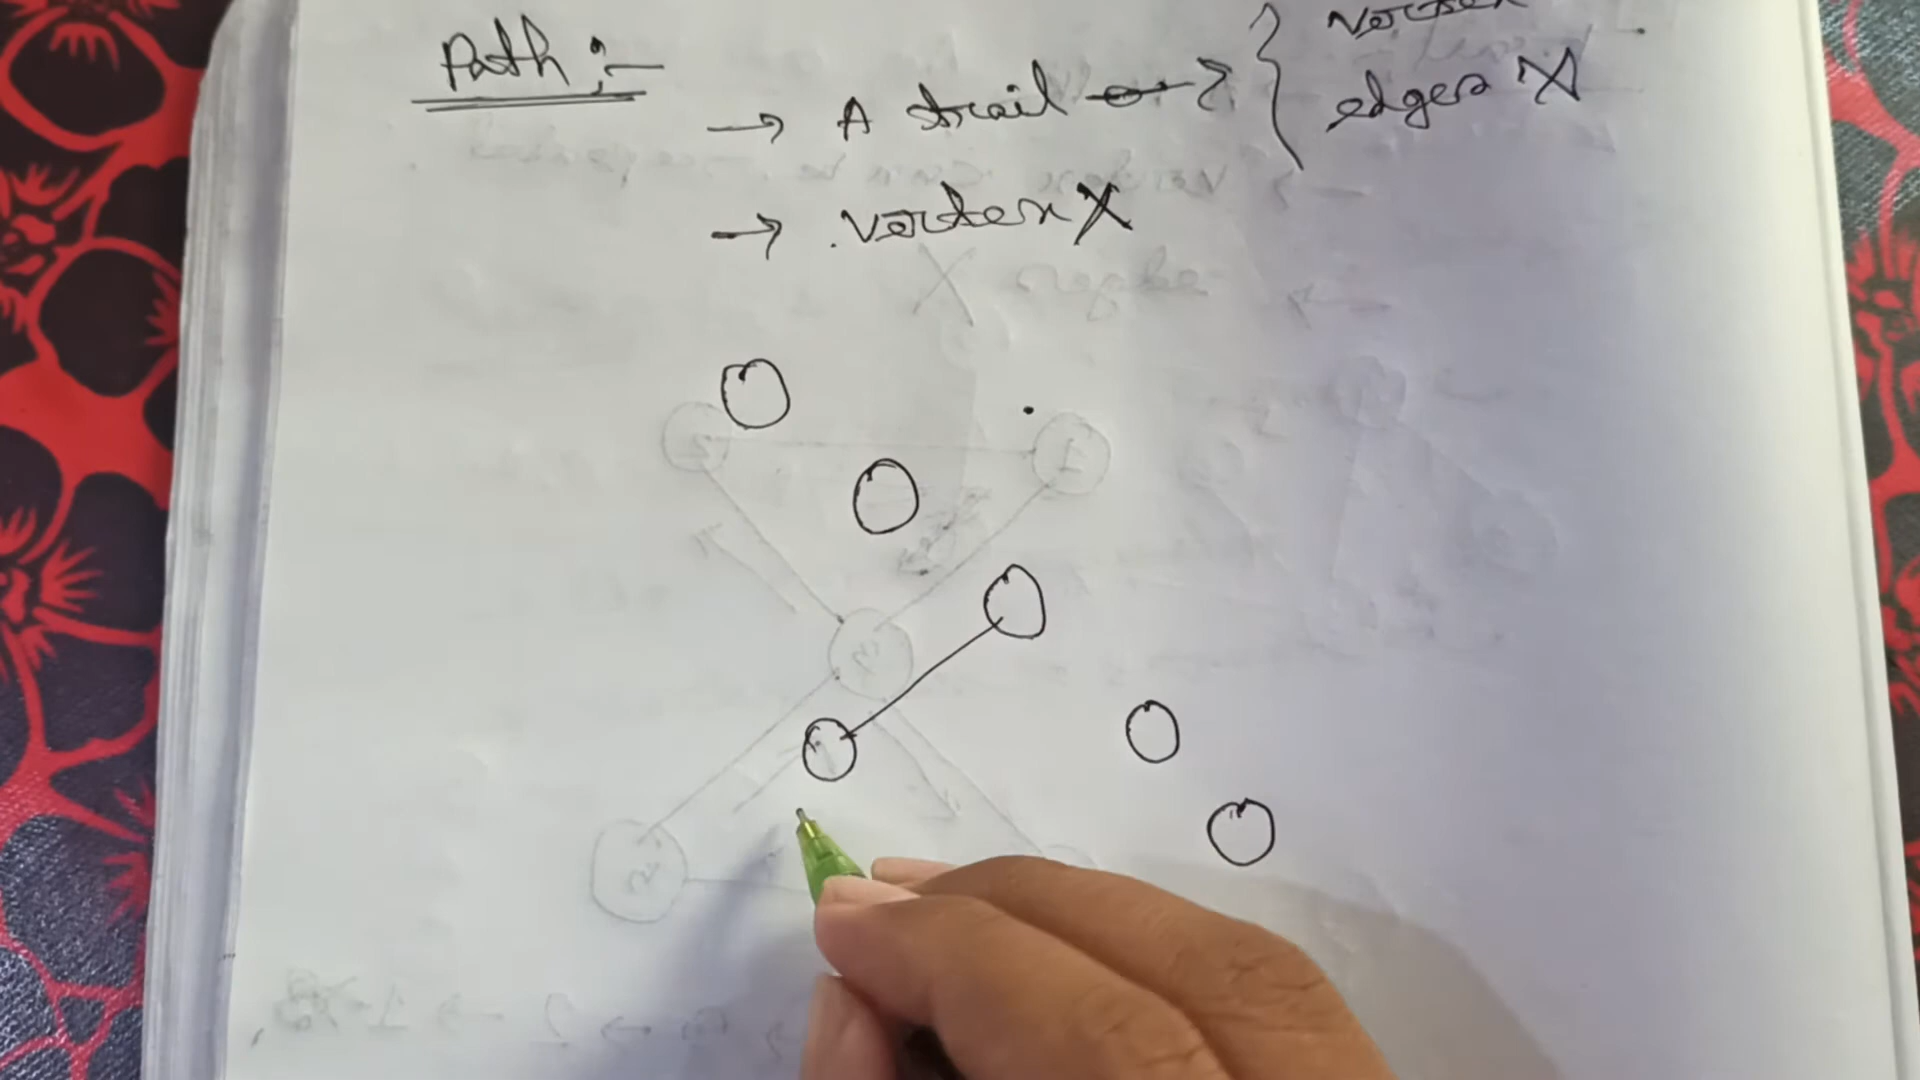 Path :-
vertex
→ A trail → { edges X
→ vertex X